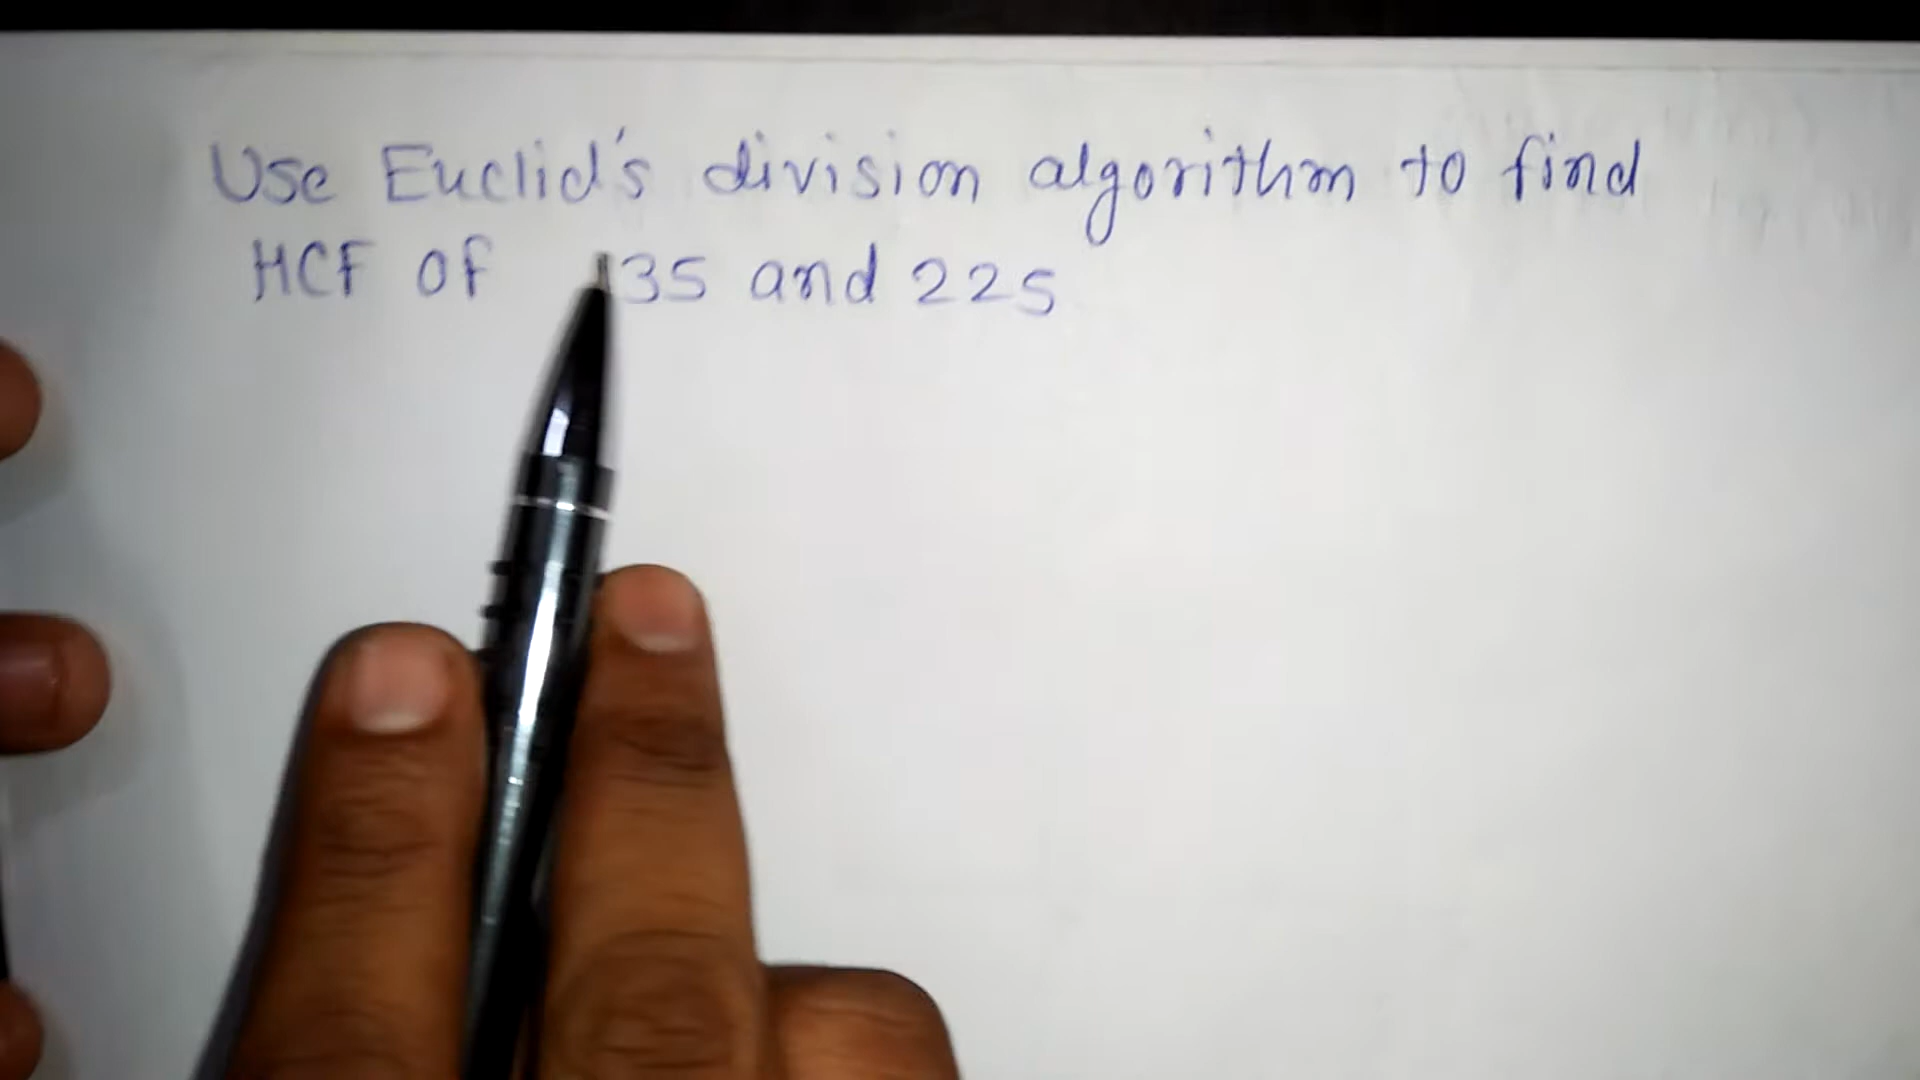 Use Euclid's division algorithm to find
HCF of 135 and 225